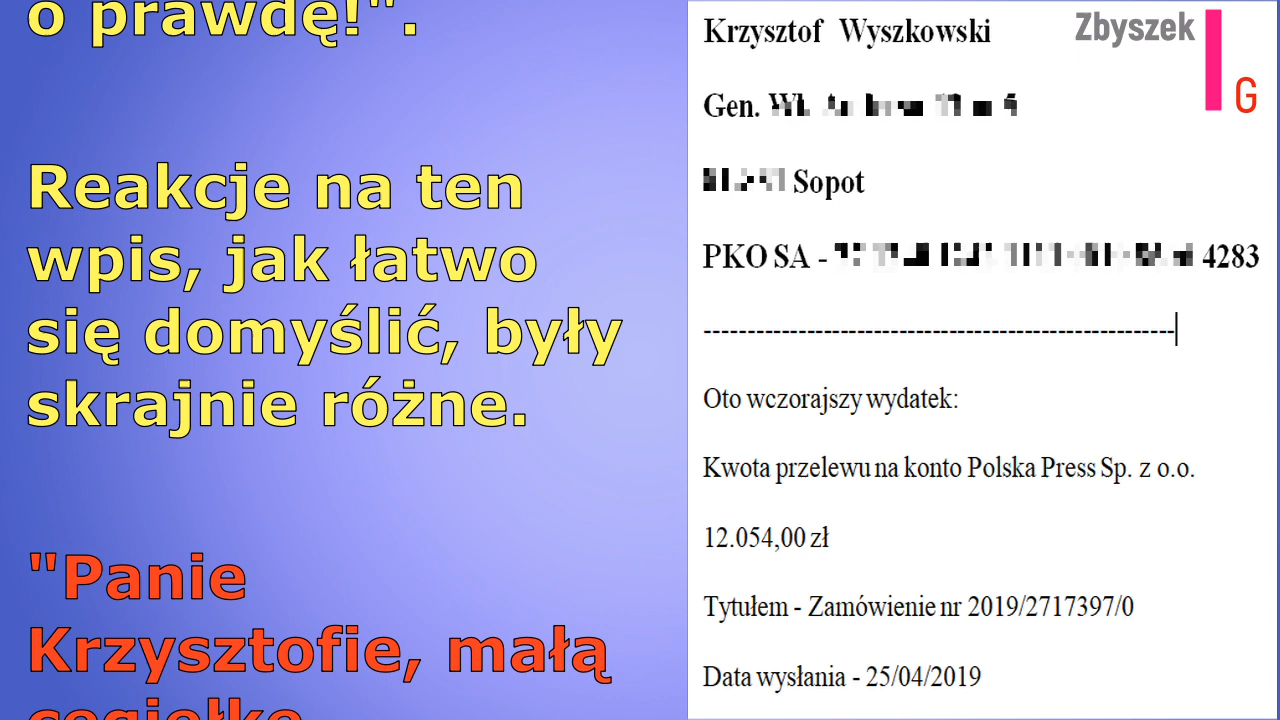 o prawdę!".
Reakcje na ten
wpis, jak łatwo
się domyślić, były
skrajnie różne.
"Panie
Krzysztofie, małą
cegiełkę
Krzysztof Wyszkowski
Gen.
Sopot
PKO SA - 4283
-------------------------------------------------------
Oto wczorajszy wydatek:
Kwota przelewu na konto Polska Press Sp. z o.o.
12.054,00 zł
Tytułem - Zamówienie nr 2019/2717397/0
Data wysłania - 25/04/2019
Zbyszek
G